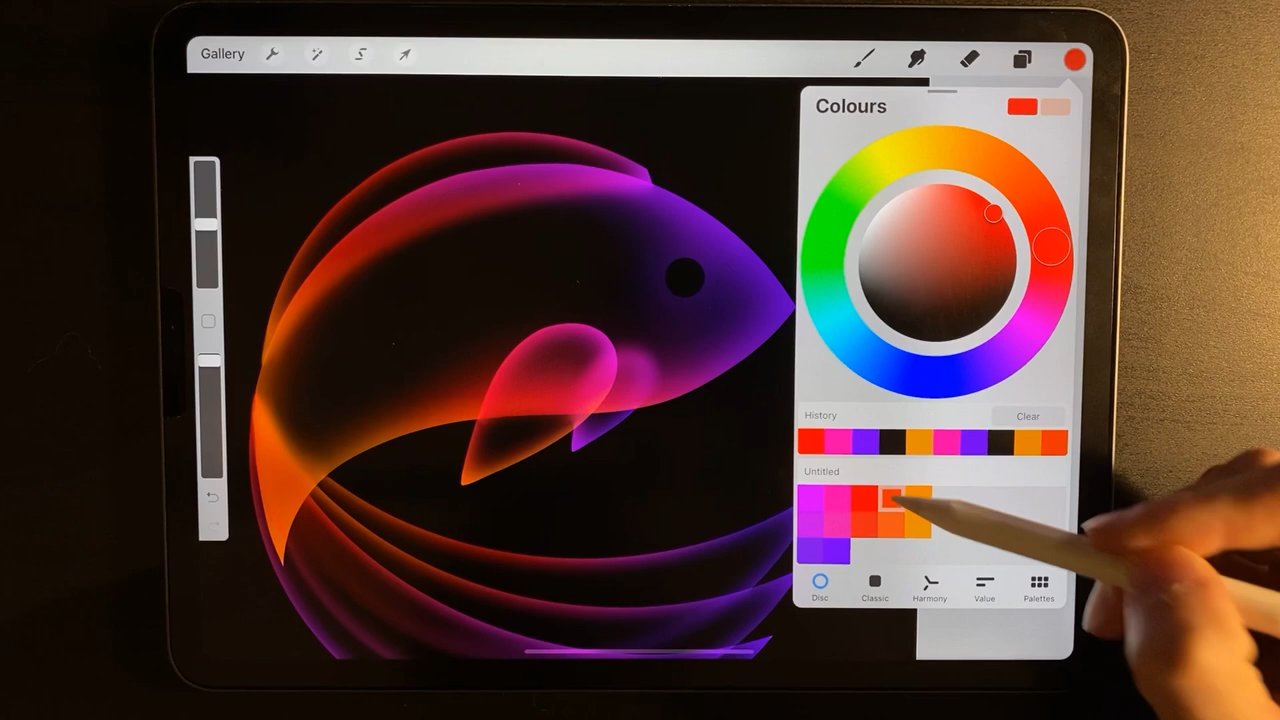 Gallery
Colours
History
Clear
Untitled
Disc
Classic
Harmony
Value
Palettes